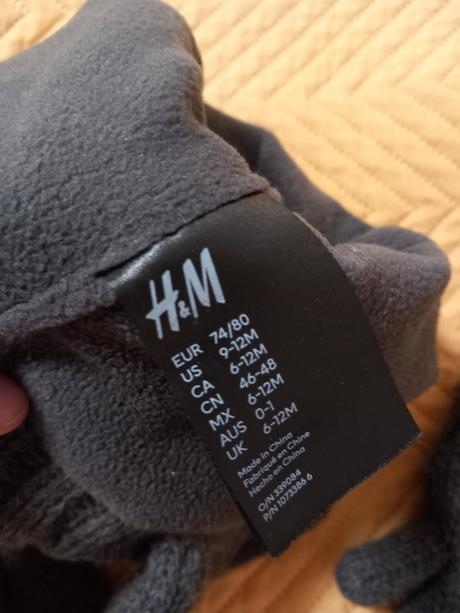 H&M
EUR 74/80
US 9-12M
CA 6-12M
CN 46-48
MX 6-12M
AUS 0-1
UK 6-12M
Made in China
Fabriqué en Chine
Hecho en China
O/N 339084
P/N 1073386 6